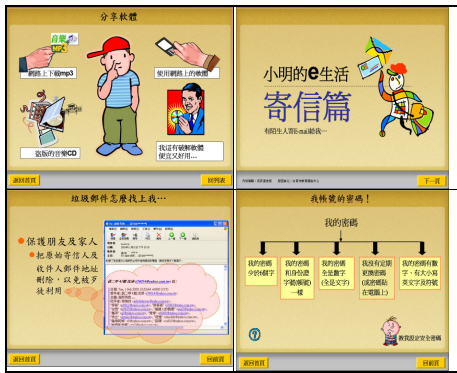 分享軟體
音樂
MP3
網路上下載mp3
使用網路上的軟體
盜版的音樂CD
我這有破解軟體
便宜又好用…
返回首頁
回列表
小明的e生活
寄信篇
有陌生人寄E-mail給我…
下一頁
垃圾郵件怎麼找上我…
保護朋友及家人
把原始寄信人及
收件人郵件地址
刪除，以免被歹
徒利用
返回首頁
回前頁
我帳號的密碼！
我的密碼
我的密碼
少於6個字
我的密碼
和身份證
字號(帳號)
一樣
我的密碼
全是數字
(全是文字)
我沒有定期
更換密碼
(或密碼貼
在電腦上)
我的密碼有數
字、有大小寫
英文字及符號
教我設定安全密碼
返回首頁
回前頁